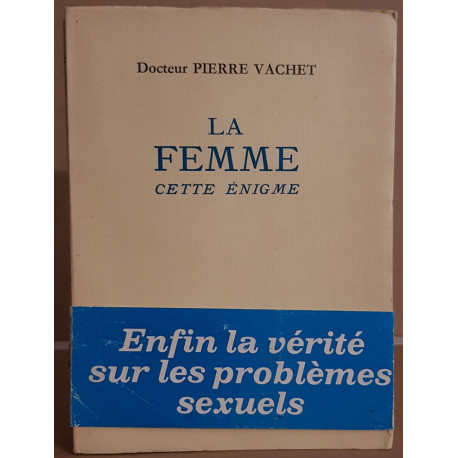 Docteur PIERRE VACHET
LA
FEMME
CETTE ÉNIGME
Enfin la vérité
sur les problèmes
sexuels